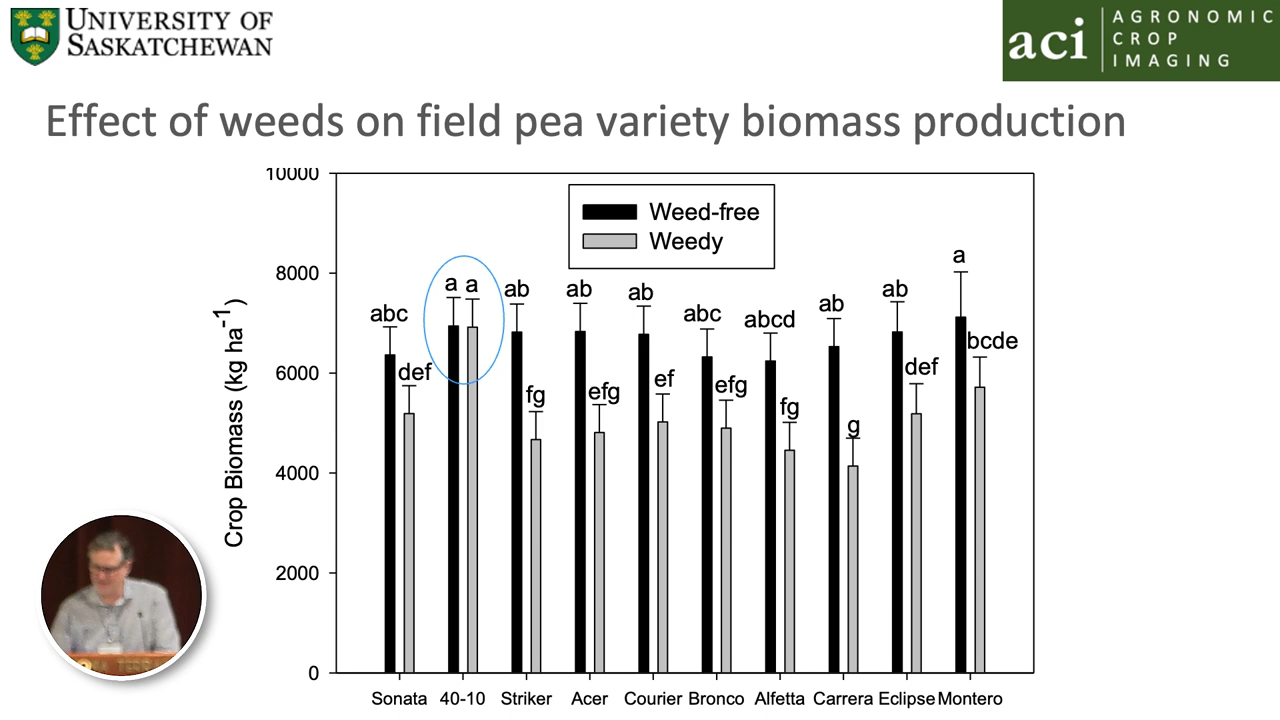 UNIVERSITY OF
SASKATCHEWAN
aci
AGRONOMIC
CROP
IMAGING
Effect of weeds on field pea variety biomass production
10000
8000
6000
4000
2000
0
Crop Biomass (kg ha-1)
Weed-free
Weedy
abc
def
a
a
ab
fg
ab
efg
ab
ef
abc
efg
abcd
fg
ab
g
ab
def
a
bcde
Sonata
40-10
Striker
Acer
Courier
Bronco
Alfetta
Carrera
Eclipse
Montero